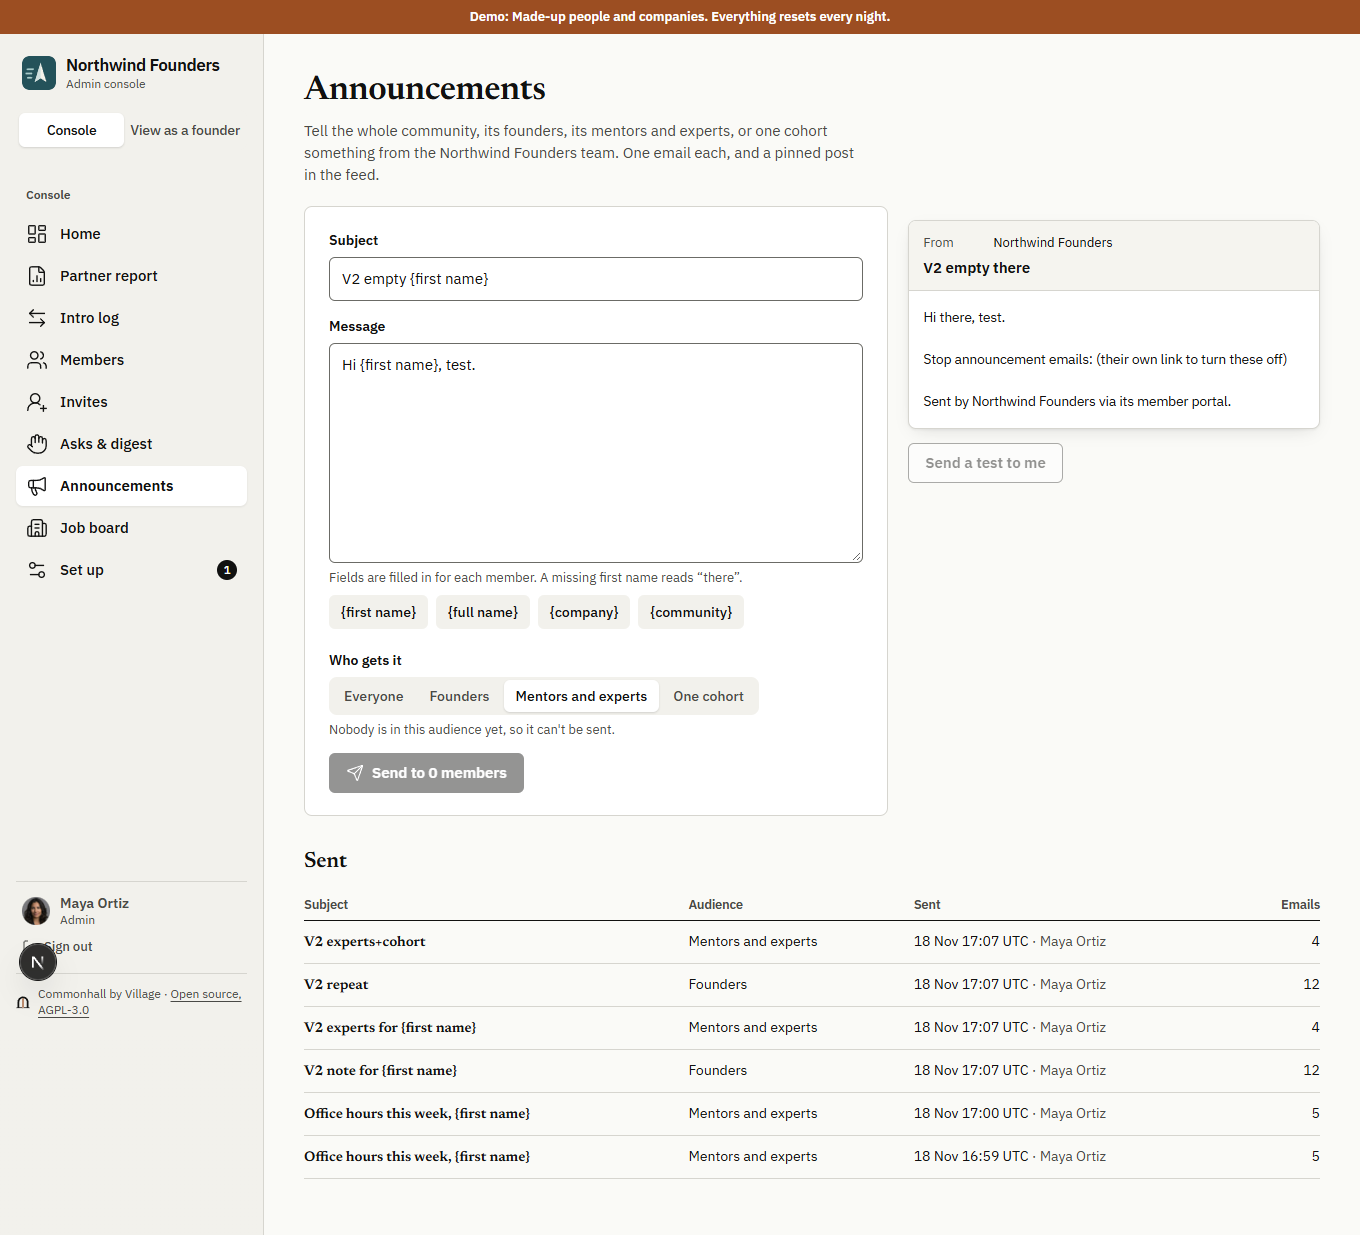 Demo: Made-up people and companies. Everything resets every night.
Northwind Founders
Admin console
Console
View as a founder
Console
Home
Partner report
Intro log
Members
Invites
Asks & digest
Announcements
Job board
Set up
1
Maya Ortiz
Admin
Sign out
N
Commonhall by Village · Open source,
AGPL-3.0
Announcements
Tell the whole community, its founders, its mentors and experts, or one cohort
something from the Northwind Founders team. One email each, and a pinned post
in the feed.
Subject
V2 empty {first name}
Message
Hi {first name}, test.
Fields are filled in for each member. A missing first name reads “there”.
{first name}
{full name}
{company}
{community}
Who gets it
Everyone
Founders
Mentors and experts
One cohort
Nobody is in this audience yet, so it can't be sent.
Send to 0 members
From Northwind Founders
V2 empty there
Hi there, test.
Stop announcement emails: (their own link to turn these off)
Sent by Northwind Founders via its member portal.
Send a test to me
Sent
Subject Audience Sent Emails
V2 experts+cohort Mentors and experts 18 Nov 17:07 UTC · Maya Ortiz 4
V2 repeat Founders 18 Nov 17:07 UTC · Maya Ortiz 12
V2 experts for {first name} Mentors and experts 18 Nov 17:07 UTC · Maya Ortiz 4
V2 note for {first name} Founders 18 Nov 17:07 UTC · Maya Ortiz 12
Office hours this week, {first name} Mentors and experts 18 Nov 17:00 UTC · Maya Ortiz 5
Office hours this week, {first name} Mentors and experts 18 Nov 16:59 UTC · Maya Ortiz 5